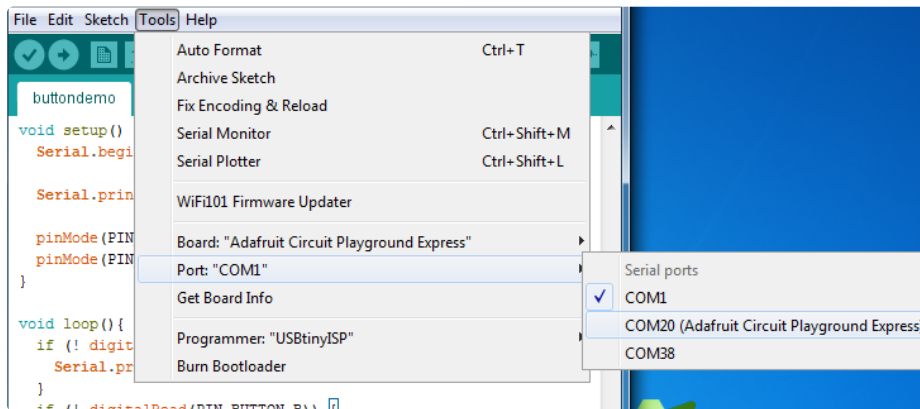 File Edit Sketch Tools Help
Auto Format Ctrl+T
Archive Sketch
Fix Encoding & Reload
Serial Monitor Ctrl+Shift+M
Serial Plotter Ctrl+Shift+L
WiFi101 Firmware Updater
Board: "Adafruit Circuit Playground Express"
Port: "COM1"
Get Board Info
Programmer: "USBtinyISP"
Burn Bootloader
Serial ports
COM1
COM20 (Adafruit Circuit Playground Express)
COM38
buttondemo
void setup()
Serial.begi
Serial.prin
pinMode(PIN
pinMode(PIN
}
void loop(){
if (! digit
Serial.pr
}
if (! digitalRead(PIN_BUTTON_B)) {